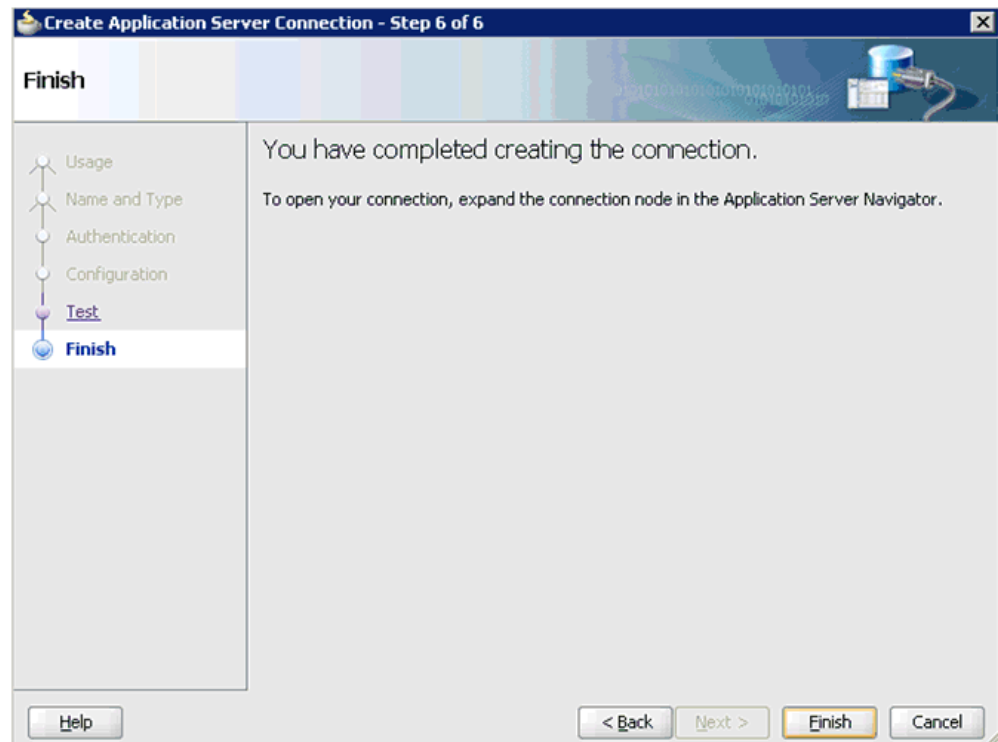 Create Application Server Connection - Step 6 of 6
Finish
Usage
Name and Type
Authentication
Configuration
Test
Finish
You have completed creating the connection.
To open your connection, expand the connection node in the Application Server Navigator.
Help
< Back
Next >
Finish
Cancel